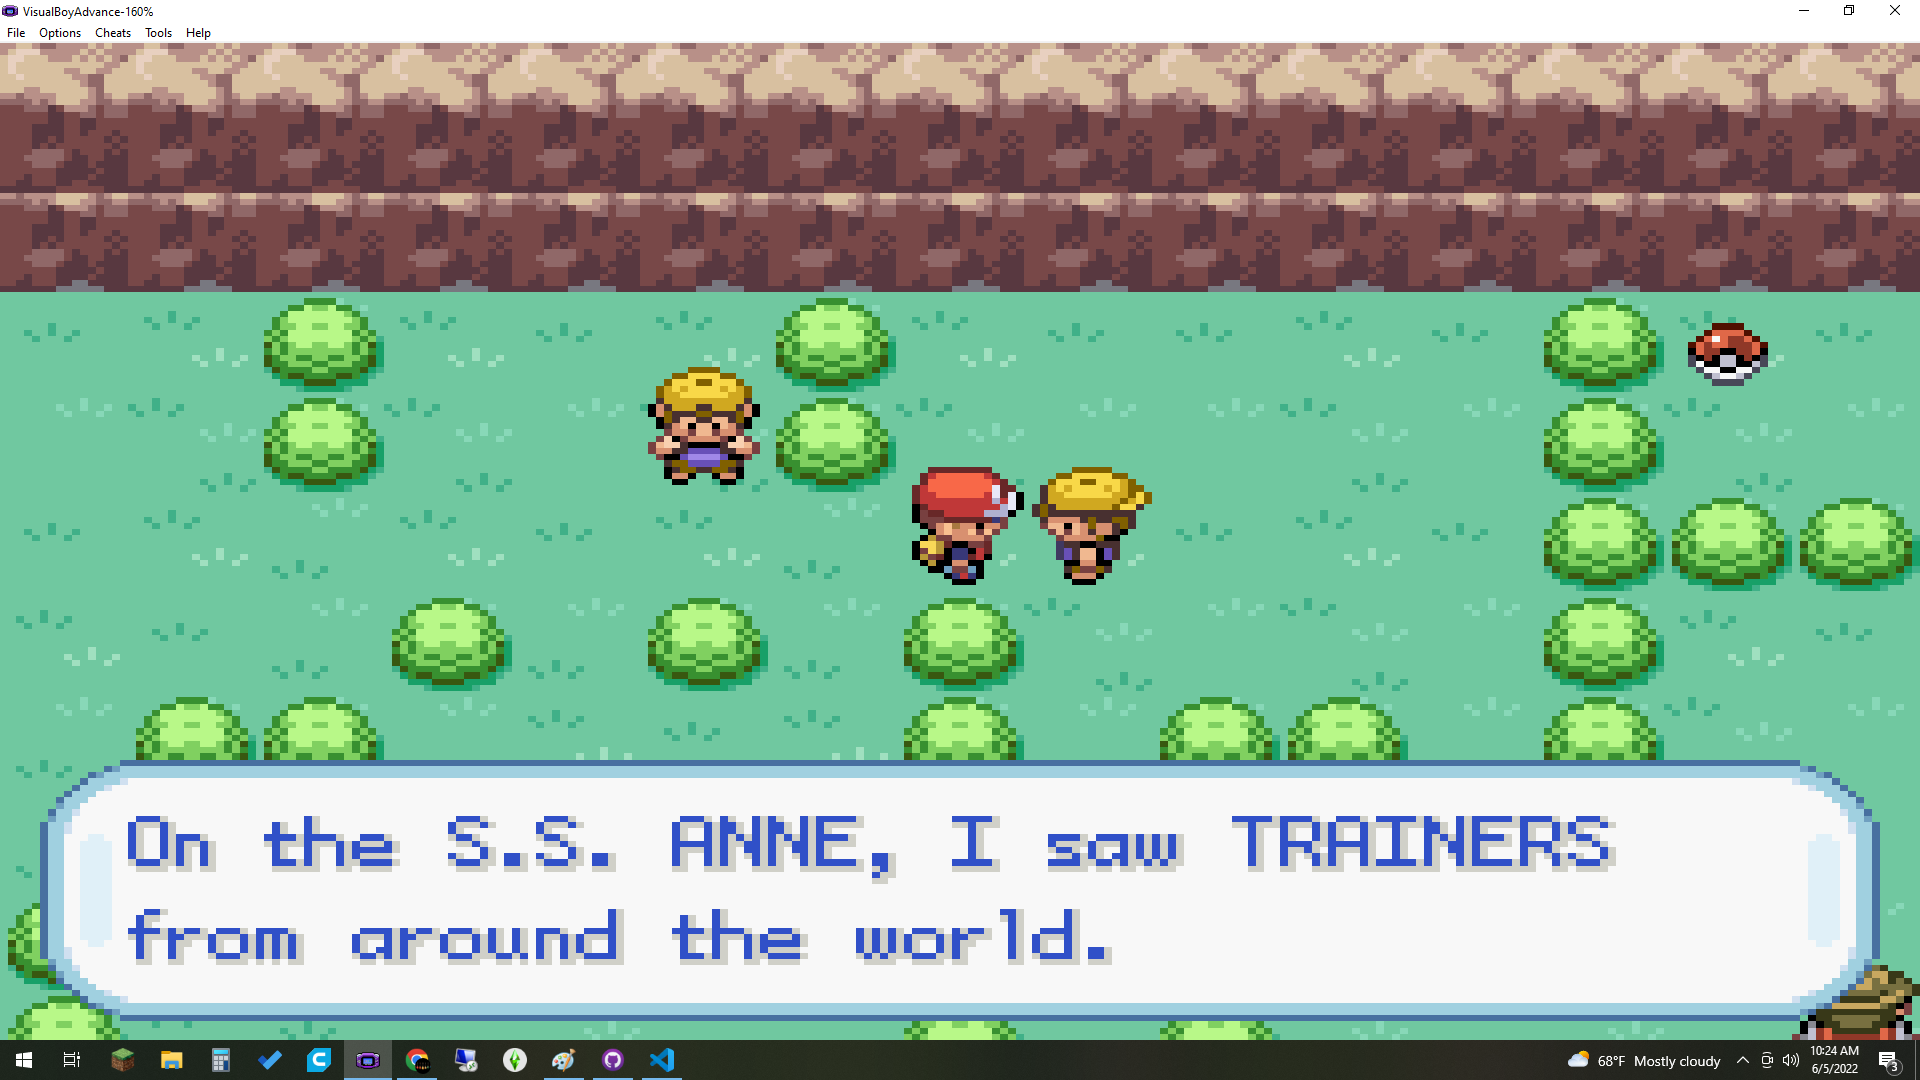 VisualBoyAdvance-160%
File Options Cheats Tools Help
On the S.S. ANNE, I saw TRAINERS
from around the world.
68°F Mostly cloudy
10:24 AM
6/5/2022
3